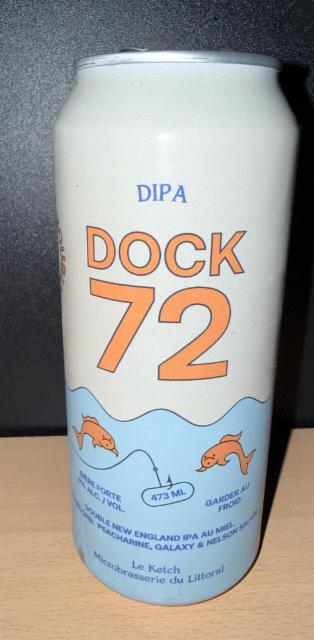 DIPA
DOCK
72
BIÈRE FORTE
ALC. / VOL.
473 ML
GARDER AU
FROID
DOUBLE NEW ENGLAND IPA AU MIEL
PEACHARINE, GALAXY & NELSON
Le Ketch
Microbrasserie du Littoral